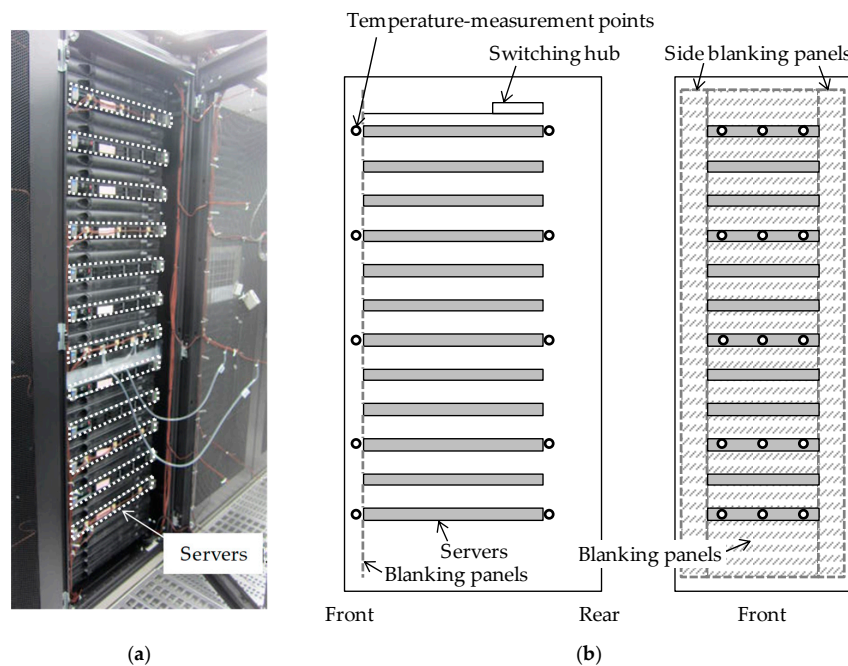 Temperature-measurement points
Switching hub
Side blanking panels
Servers
Servers
Blanking panels
Blanking panels
Front
Rear
Front
(a)
(b)